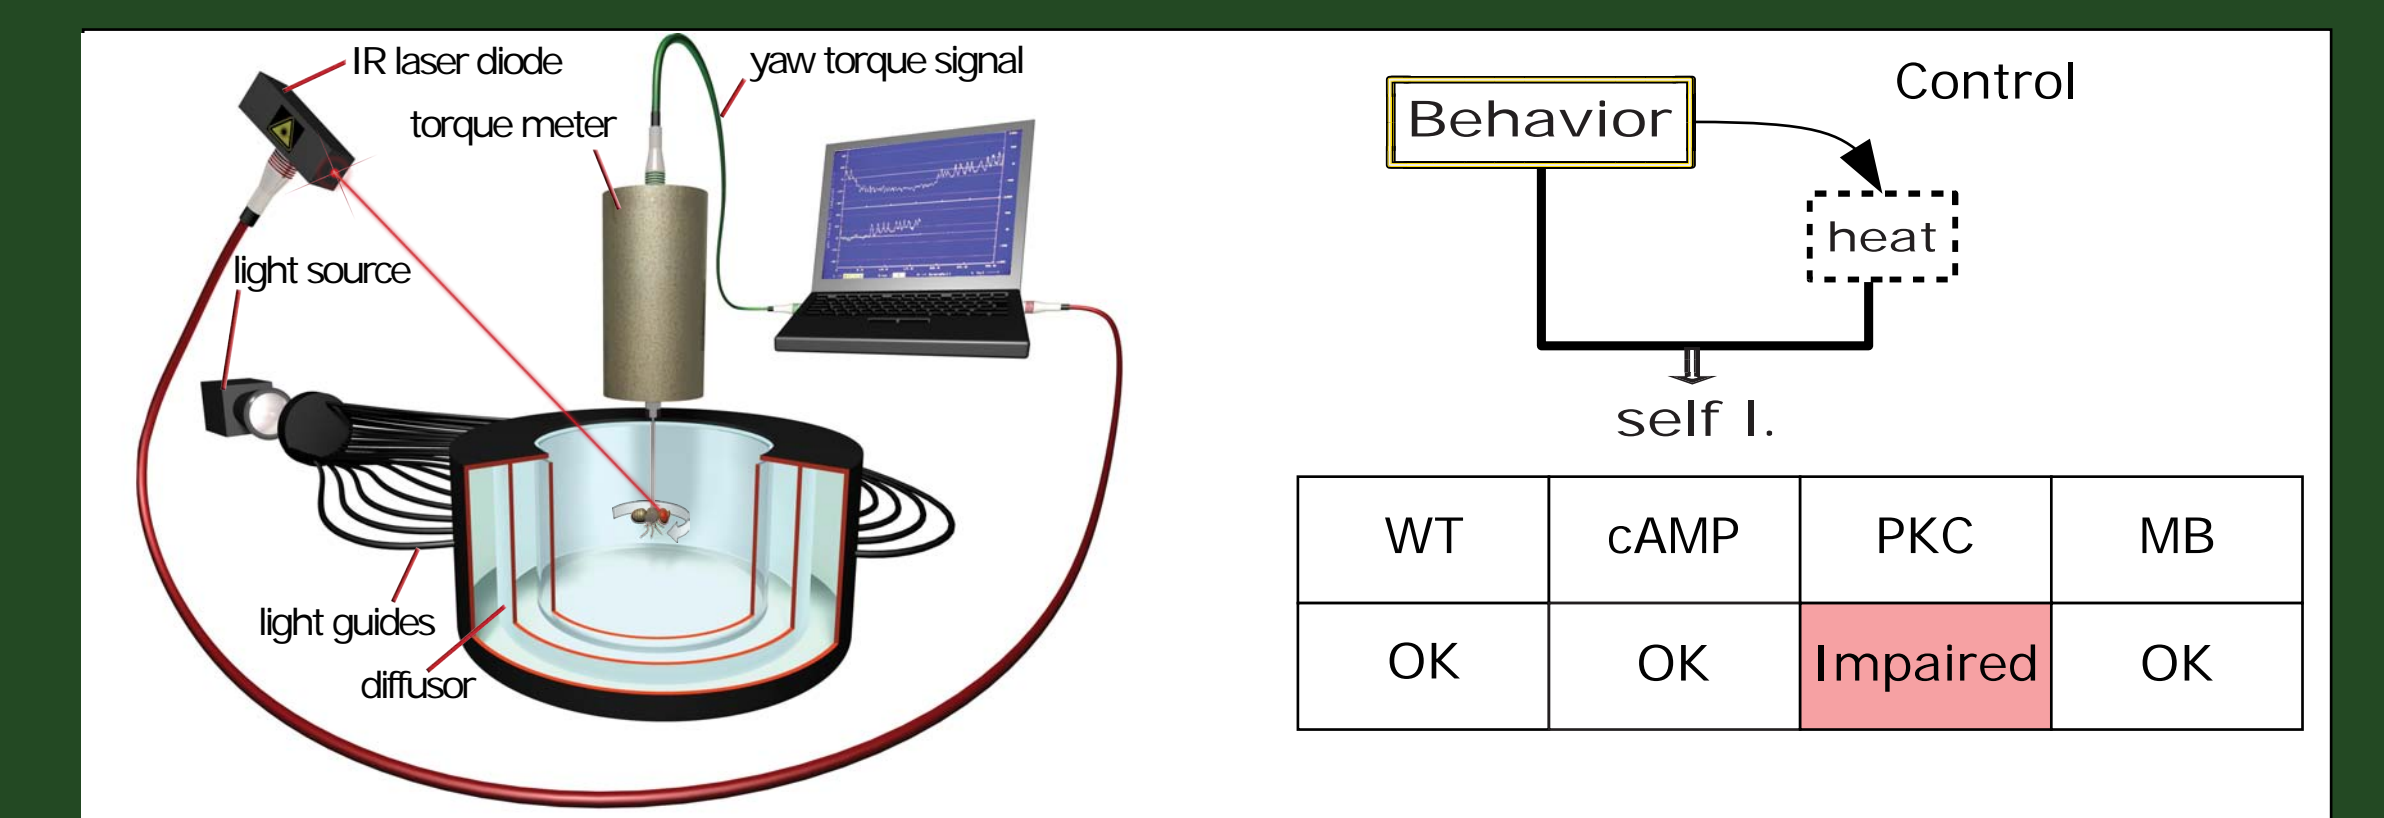 IR laser diode
yaw torque signal
torque meter
light source
light guides
diffusor
Control
Behavior
heat
self l.
WT cAMP PKC MB
OK OK Impaired OK